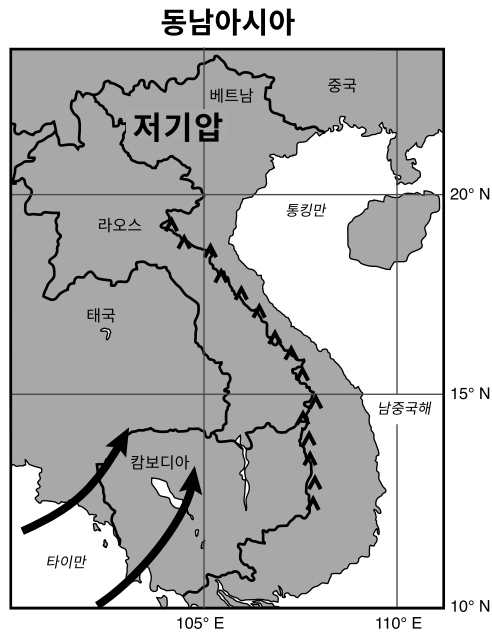 동남아시아
베트남
중국
저기압
20° N
통킹만
라오스
태국
15° N
남중국해
캄보디아
타이만
10° N
105° E
110° E